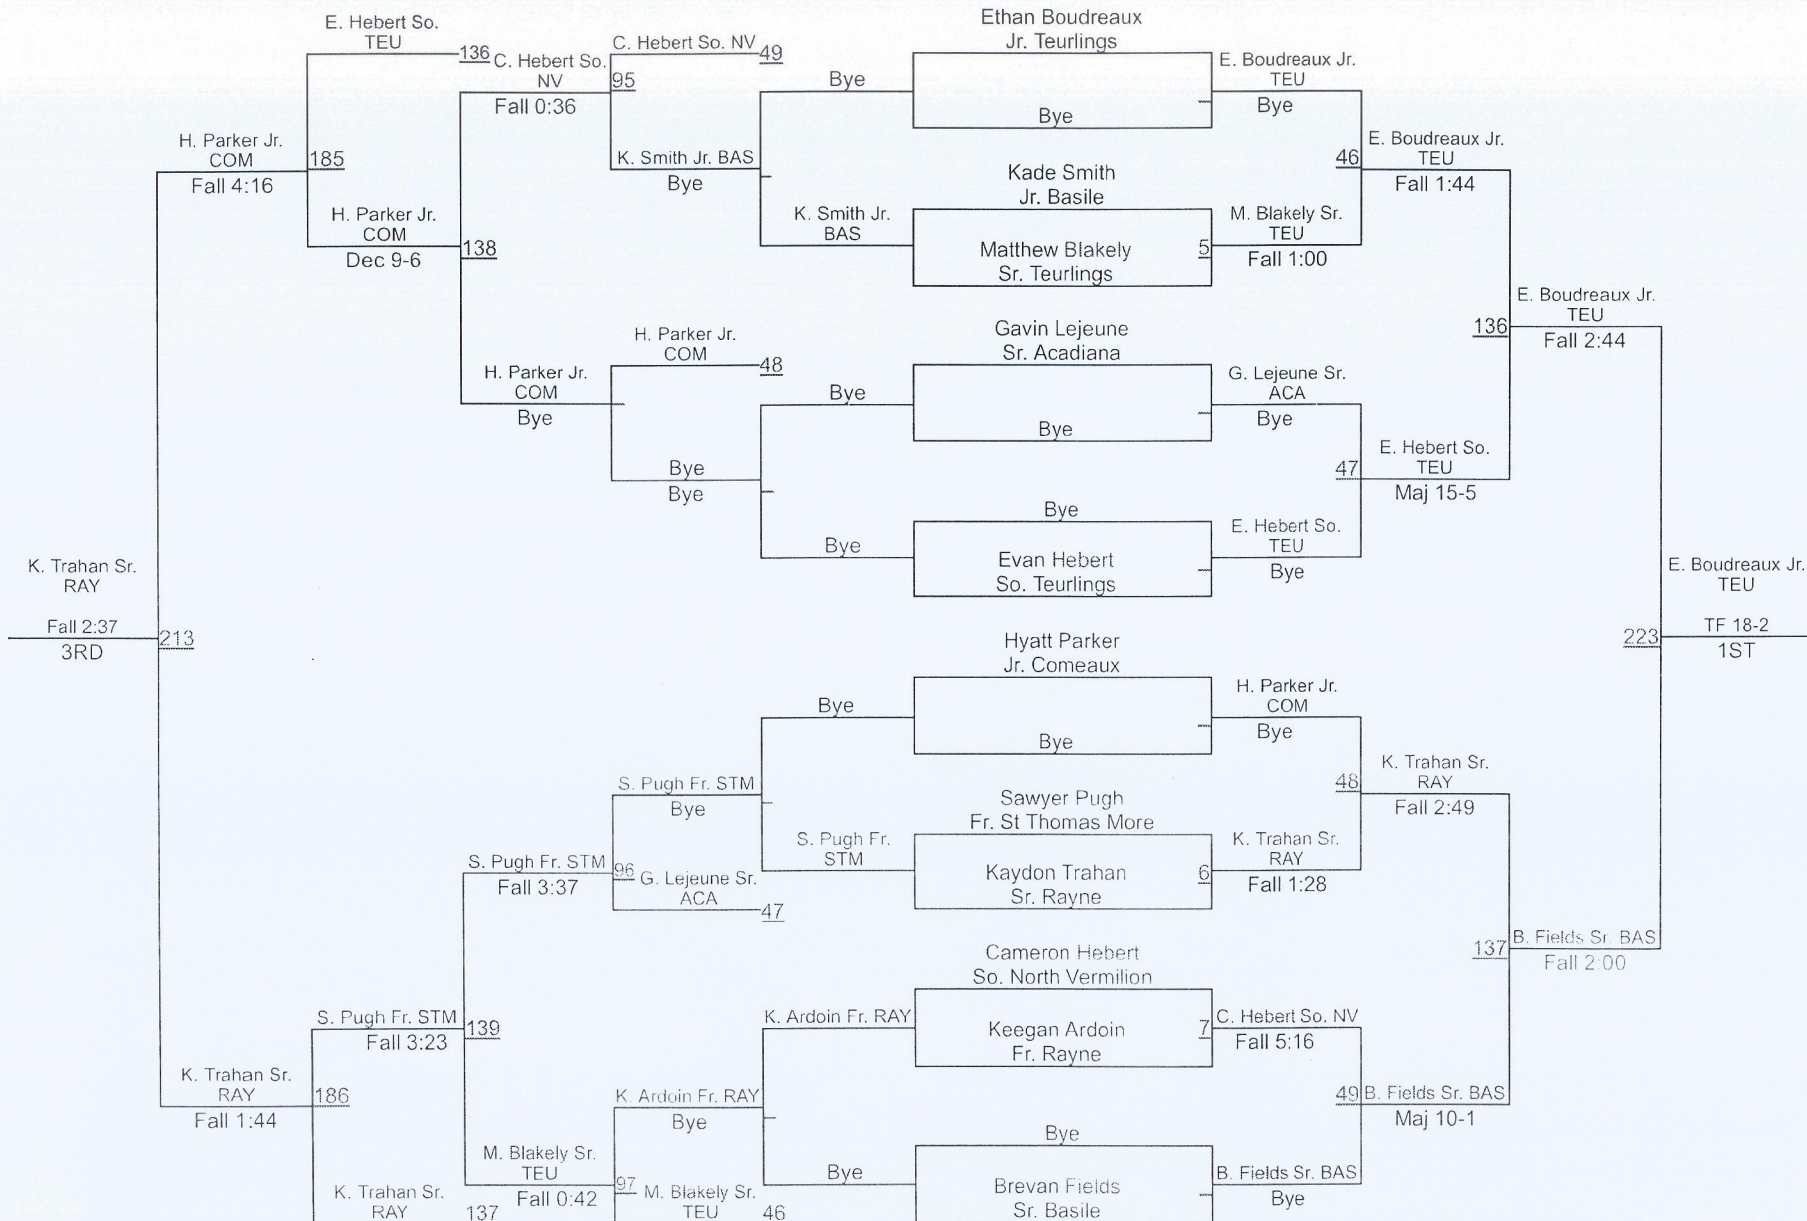 E. Hebert So.
TEU
136
C. Hebert So.
NV
Fall 0:36
C. Hebert So. NV
49
95
K. Smith Jr. BAS
Bye
H. Parker Jr.
COM
Fall 4:16
185
H. Parker Jr.
COM
Dec 9-6
138
H. Parker Jr.
COM
Bye
H. Parker Jr.
COM
48
Bye
Bye
Bye
K. Smith Jr.
BAS
Bye
Bye
Ethan Boudreaux
Jr. Teurlings
Bye
Kade Smith
Jr. Basile
Matthew Blakely
Sr. Teurlings
5
Gavin Lejeune
Sr. Acadiana
Bye
Bye
Evan Hebert
So. Teurlings
E. Boudreaux Jr.
TEU
Bye
46
M. Blakely Sr.
TEU
Fall 1:00
E. Boudreaux Jr.
TEU
Fall 1:44
G. Lejeune Sr.
ACA
Bye
47
E. Hebert So.
TEU
Bye
E. Hebert So.
TEU
Maj 15-5
136
E. Boudreaux Jr.
TEU
Fall 2:44
K. Trahan Sr.
RAY
Fall 2:37
3RD
213
E. Boudreaux Jr.
TEU
223
TF 18-2
1ST
Hyatt Parker
Jr. Comeaux
Bye
Sawyer Pugh
Fr. St Thomas More
Kaydon Trahan
Sr. Rayne
6
Cameron Hebert
So. North Vermilion
Keegan Ardoin
Fr. Rayne
7
Bye
Brevan Fields
Sr. Basile
H. Parker Jr.
COM
Bye
48
K. Trahan Sr.
RAY
Fall 1:28
K. Trahan Sr.
RAY
Fall 2:49
C. Hebert So. NV
Fall 5:16
49
B. Fields Sr. BAS
Maj 10-1
B. Fields Sr. BAS
Bye
137
B. Fields Sr. BAS
Fall 2:00
Bye
S. Pugh Fr. STM
Bye
S. Pugh Fr.
STM
S. Pugh Fr. STM
Fall 3:37
96
G. Lejeune Sr.
ACA
47
K. Ardoin Fr. RAY
K. Ardoin Fr. RAY
Bye
Bye
S. Pugh Fr. STM
Fall 3:23
139
K. Trahan Sr.
RAY
Fall 1:44
186
M. Blakely Sr.
TEU
Fall 0:42
97
M. Blakely Sr.
TEU
46
K. Trahan Sr.
RAY
137